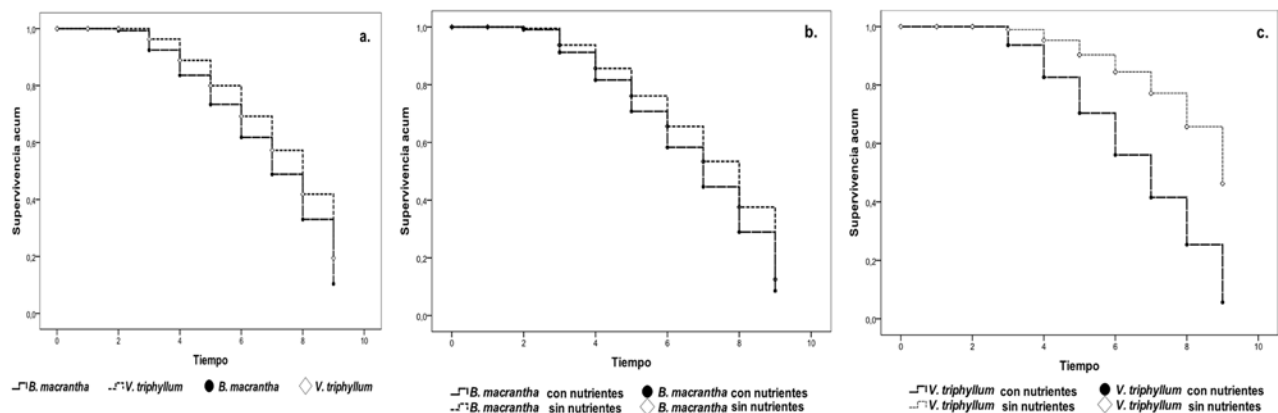 a.
1,0
0,8
0,6
0,4
0,2
0,0
Supervivencia acum
0 2 4 6 8 10
Tiempo
B. macrantha V. triphyllum B. macrantha V. triphyllum
b.
1,0
0,8
0,6
0,4
0,2
0,0
Supervivencia acum
0 2 4 6 8 10
Tiempo
B. macrantha con nutrientes B. macrantha con nutrientes
B. macrantha sin nutrientes B. macrantha sin nutrientes
c.
1,0
0,8
0,6
0,4
0,2
0,0
Supervivencia acum
0 2 4 6 8 10
Tiempo
V. triphyllum con nutrientes V. triphyllum con nutrientes
V. triphyllum sin nutrientes V. triphyllum sin nutrientes